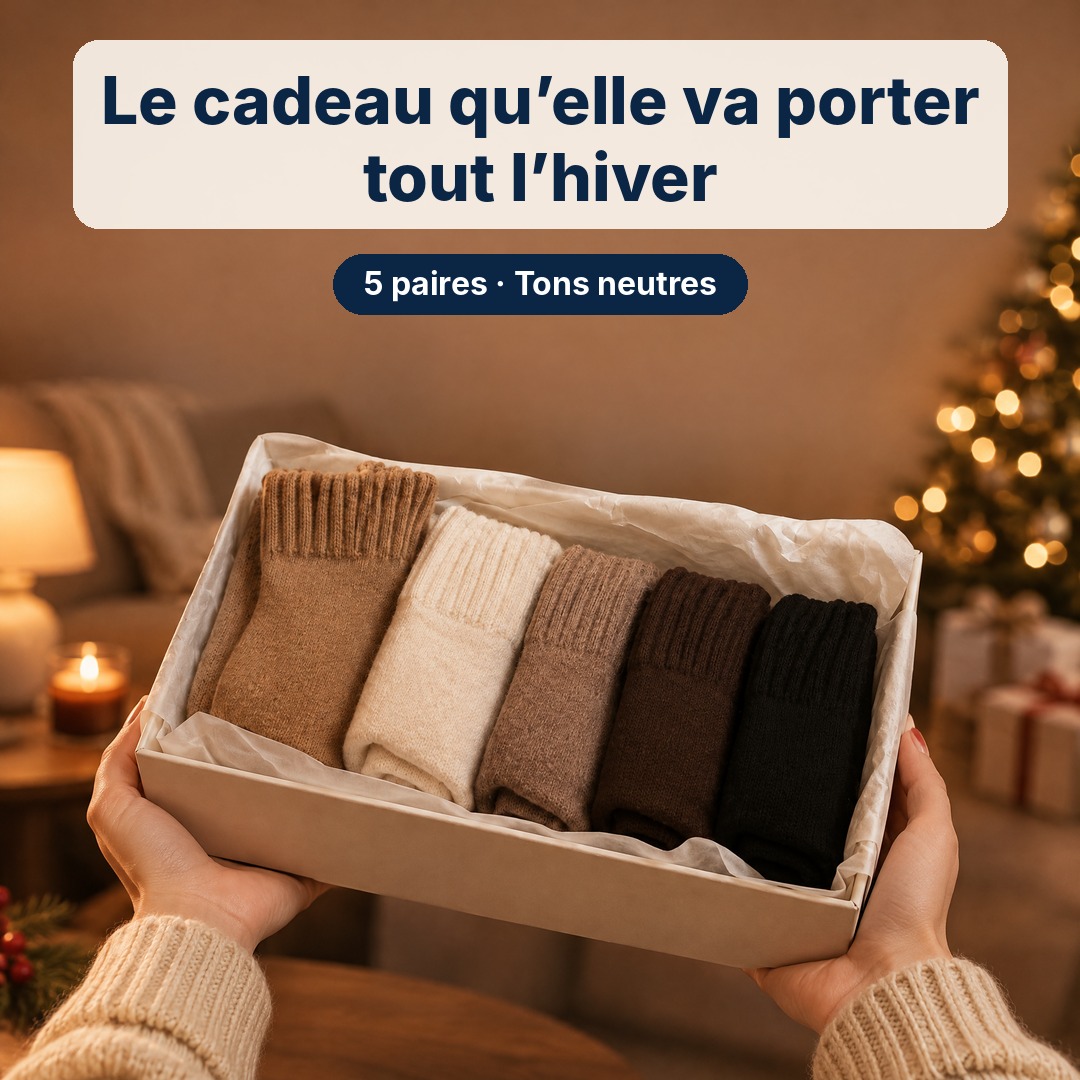 Le cadeau qu’elle va porter
tout l’hiver
5 paires · Tons neutres